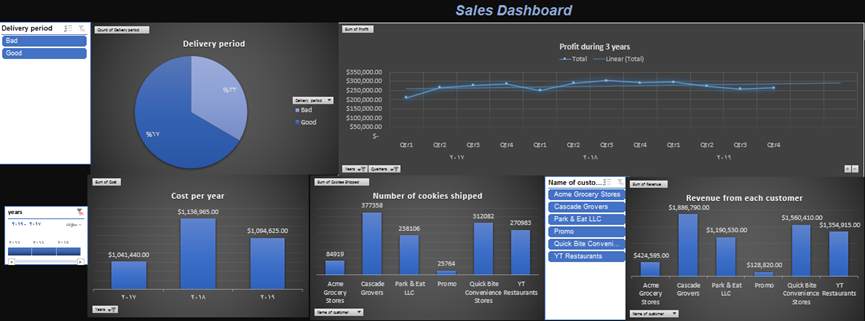 Sales Dashboard
Delivery period
Bad
Good
Count of Delivery period
Delivery period
%٣٣
%٦٧
Delivery period
Bad
Good
Sum of Profit
Profit during 3 years
Total
Linear (Total)
$350,000.00
$300,000.00
$250,000.00
$200,000.00
$150,000.00
$100,000.00
$50,000.00
$-
Qtr1 Qtr2 Qtr3 Qtr4 Qtr1 Qtr2 Qtr3 Qtr4 Qtr1 Qtr2 Qtr3 Qtr4
٢٠١٧ ٢٠١٨ ٢٠١٩
Years
Quarters
years
٢٠١٧ - ٢٠١٩
سنوات
٢٠١٧ ٢٠١٨ ٢٠١٩
Sum of Cost
Cost per year
$1,041,440.00
$1,136,965.00
$1,094,625.00
٢٠١٧ ٢٠١٨ ٢٠١٩
Years
Sum of Cookies Shipped
Number of cookies shipped
84919
377358
238106
25764
312082
270983
Acme Grocery Stores
Cascade Grovers
Park & Eat LLC
Promo
Quick Bite Convenience Stores
YT Restaurants
Name of customer
Name of custo...
Acme Grocery Stores
Cascade Grovers
Park & Eat LLC
Promo
Quick Bite Conveni...
YT Restaurants
Sum of Revenue
Revenue from each customer
$424,595.00
$1,886,790.00
$1,190,530.00
$128,820.00
$1,560,410.00
$1,354,915.00
Acme Grocery Stores
Cascade Grovers
Park & Eat LLC
Promo
Quick Bite Convenience Stores
YT Restaurants
Name of customer